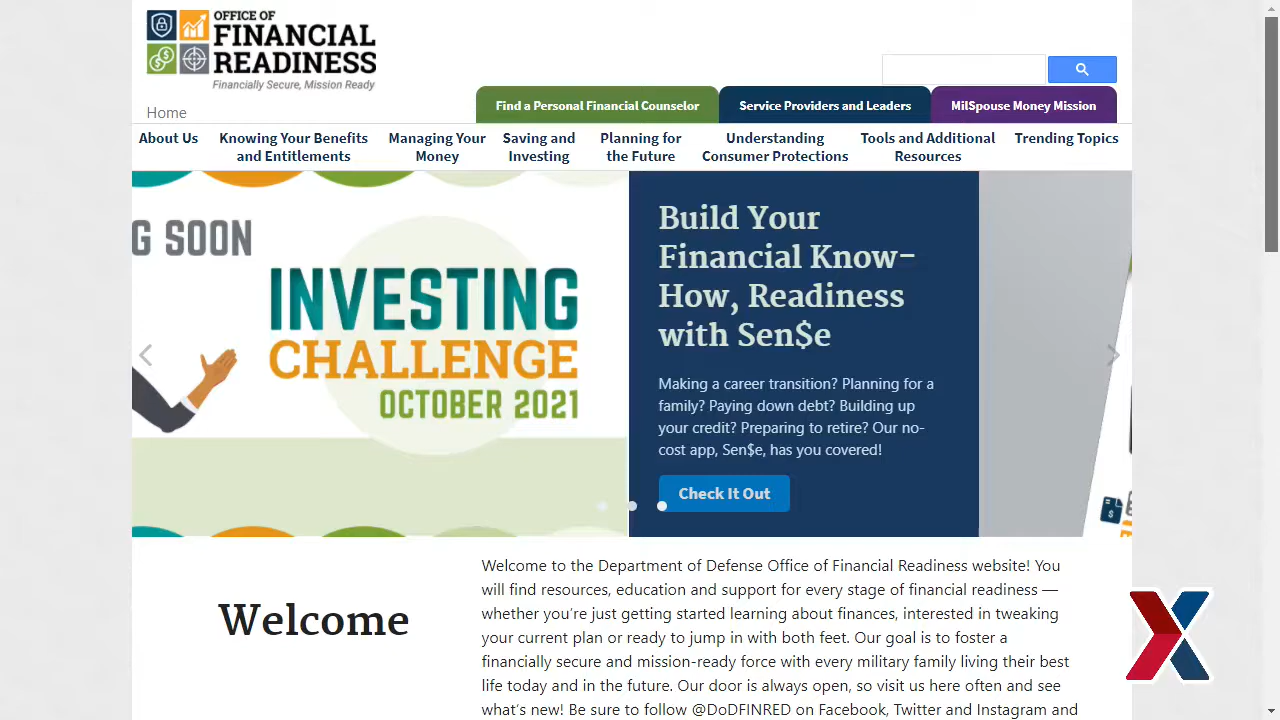 OFFICE OF
FINANCIAL
READINESS
Financially Secure, Mission Ready
Home
Find a Personal Financial Counselor
Service Providers and Leaders
MilSpouse Money Mission
About Us
Knowing Your Benefits
and Entitlements
Managing Your
Money
Saving and
Investing
Planning for
the Future
Understanding
Consumer Protections
Tools and Additional
Resources
Trending Topics
G SOON
INVESTING
CHALLENGE
OCTOBER 2021
Build Your
Financial Know-
How, Readiness
with Sen$e
Making a career transition? Planning for a
family? Paying down debt? Building up
your credit? Preparing to retire? Our no-
cost app, Sen$e, has you covered!
Check It Out
Welcome
Welcome to the Department of Defense Office of Financial Readiness website! You
will find resources, education and support for every stage of financial readiness —
whether you're just getting started learning about finances, interested in tweaking
your current plan or ready to jump in with both feet. Our goal is to foster a
financially secure and mission-ready force with every military family living their best
life today and in the future. Our door is always open, so visit us here often and see
what's new! Be sure to follow @DoDFINRED on Facebook, Twitter and Instagram and
X